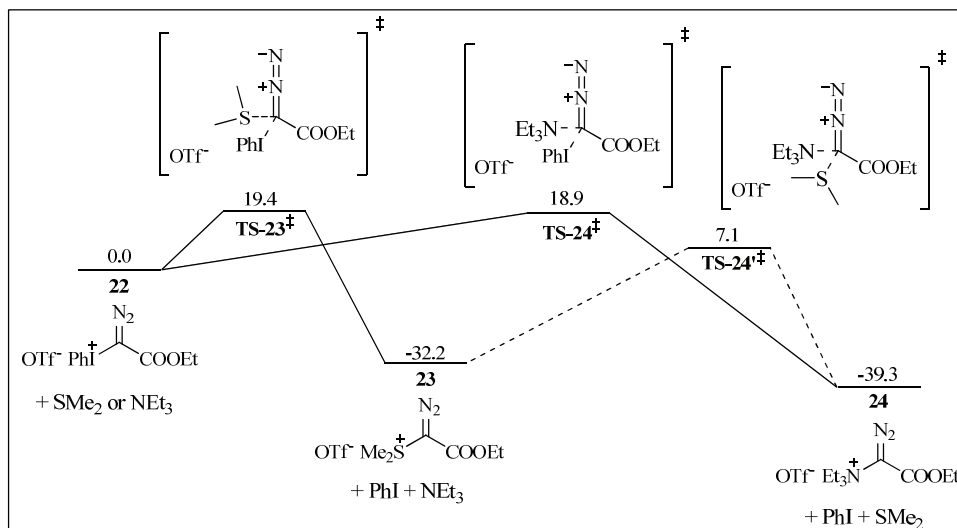 ‡
‡
‡
−N
N
+
S
COOEt
PhI
OTf-
−N
N
+
Et3N
COOEt
PhI
OTf-
−N
N
+
Et3N
COOEt
S
OTf-
19.4
TS-23‡
18.9
TS-24‡
7.1
TS-24'‡
0.0
22
N2
OTf- PhI+ COOEt
+ SMe2 or NEt3
-32.2
23
N2
OTf- Me2S+ COOEt
+ PhI + NEt3
-39.3
24
N2
OTf- Et3N+ COOEt
+ PhI + SMe2